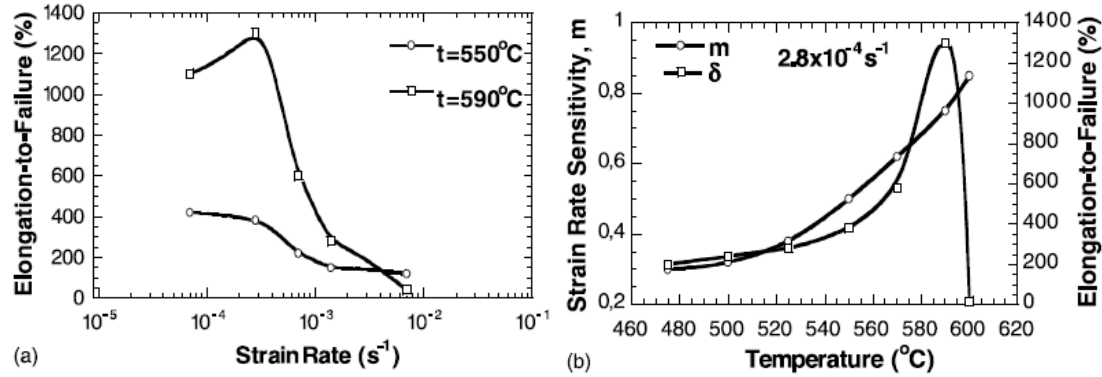 Elongation-to-Failure (%)
1400
1200
1000
800
600
400
200
0
10⁻⁵
10⁻⁴
10⁻³
10⁻²
10⁻¹
t=550°C
t=590°C
Strain Rate (s⁻¹)
(a)
Strain Rate Sensitivity, m
1
0,8
0,6
0,4
0,2
m
δ
2.8x10⁻⁴ s⁻¹
1400
1200
1000
800
600
400
200
0
Elongation-to-Failure (%)
460 480 500 520 540 560 580 600 620
Temperature (°C)
(b)